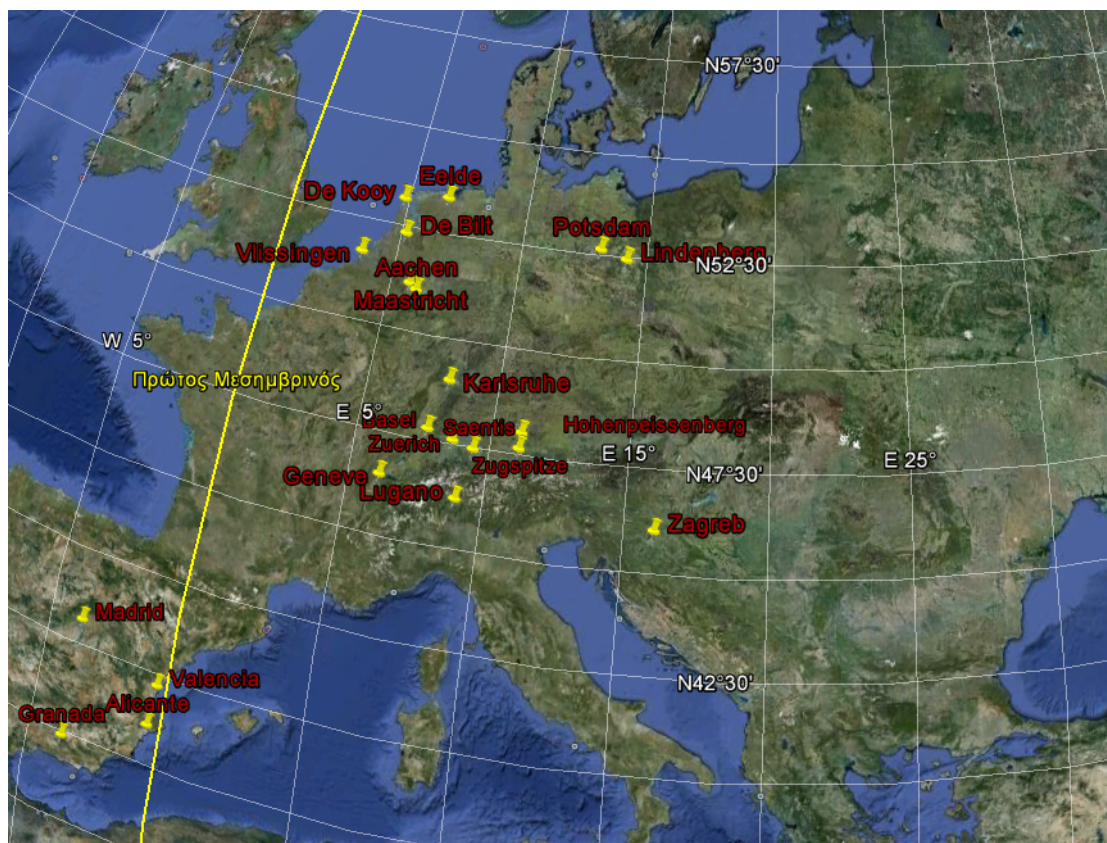 N57°30'
De Kooy
Eelde
De Bilt
Potsdam
Vlissingen
Lindenberg
Aachen
N52°30'
Maastricht
W 5°
Πρώτος Μεσημβρινός
Karlsruhe
E 5°
Basel
Saentis
Hohenpeissenberg
Zuerich
E 15°
E 25°
Zugspitze
N47°30'
Geneve
Lugano
Zagreb
Madrid
Valencia
N42°30'
Alicante
Granada